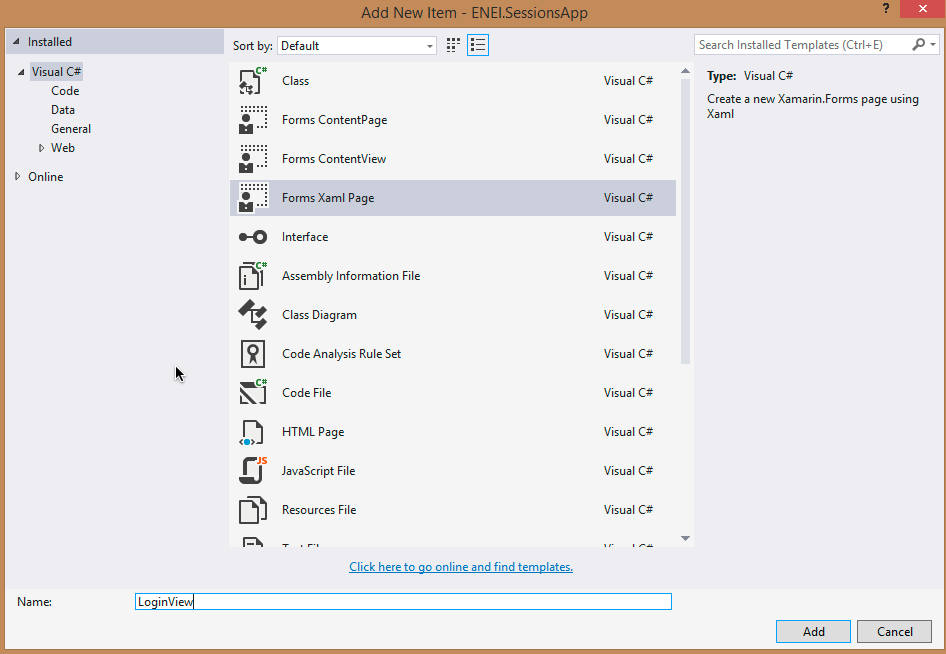 Add New Item - ENEI.SessionsApp
?
Installed
Sort by: Default
Search Installed Templates (Ctrl+E)
Visual C#
Code
Data
General
Web
Online
C# Class Visual C#
Forms ContentPage Visual C#
Forms ContentView Visual C#
Forms Xaml Page Visual C#
Interface Visual C#
C# Assembly Information File Visual C#
Class Diagram Visual C#
Code Analysis Rule Set Visual C#
C# Code File Visual C#
HTML Page Visual C#
JS JavaScript File Visual C#
Resources File Visual C#
Type: Visual C#
Create a new Xamarin.Forms page using
Xaml
Click here to go online and find templates.
Name: LoginView
Add Cancel